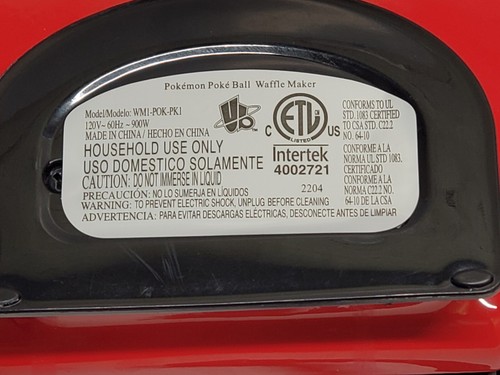 Pokémon Poké Ball Waffle Maker
Model/Modelo: WM1-POK-PK1
120V~ 60Hz ~ 900W
MADE IN CHINA / HECHO EN CHINA
HOUSEHOLD USE ONLY
USO DOMESTICO SOLAMENTE
CAUTION: DO NOT IMMERSE IN LIQUID
PRECAUCION: NO LO SUMERJA EN LÍQUIDOS
WARNING: TO PREVENT ELECTRIC SHOCK, UNPLUG BEFORE CLEANING
ADVERTENCIA: PARA EVITAR DESCARGAS ELÉCTRICAS, DESCONECTE ANTES DE LIMPIAR
C ETL US
LISTED
Intertek
4002721
2204
CONFORMS TO UL
STD. 1083 CERTIFIED
TO CSA STD. C22.2
NO. 64-10
CONFORME A LA
NORMA UL STD 1083.
CERTIFICADO
CONFORME A LA
NORMA C22.2 NO.
64-10 DE LA CSA